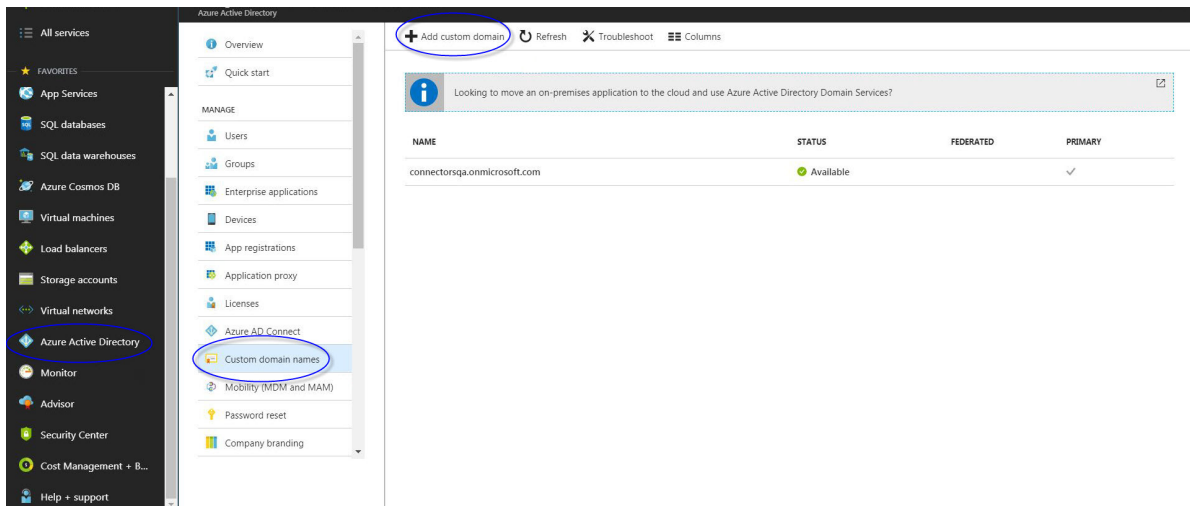 Azure Active Directory
All services
FAVORITES
App Services
SQL databases
SQL data warehouses
Azure Cosmos DB
Virtual machines
Load balancers
Storage accounts
Virtual networks
Azure Active Directory
Monitor
Advisor
Security Center
Cost Management + B...
Help + support
Overview
Quick start
MANAGE
Users
Groups
Enterprise applications
Devices
App registrations
Application proxy
Licenses
Azure AD Connect
Custom domain names
Mobility (MDM and MAM)
Password reset
Company branding
Add custom domain Refresh Troubleshoot Columns
Looking to move an on-premises application to the cloud and use Azure Active Directory Domain Services?
NAME STATUS FEDERATED PRIMARY
connectorsqa.onmicrosoft.com Available